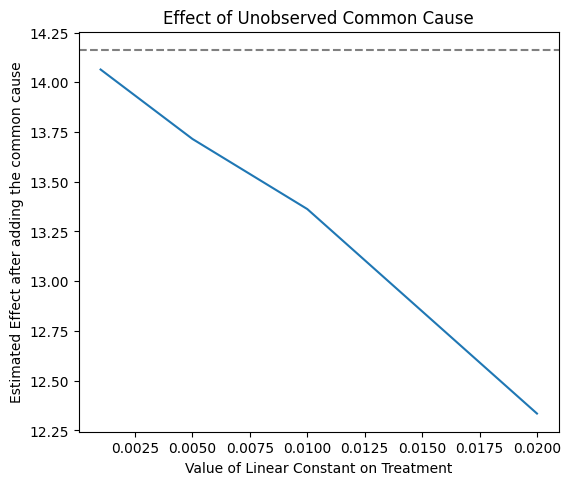 Effect of Unobserved Common Cause
Estimated Effect after adding the common cause
14.25
14.00
13.75
13.50
13.25
13.00
12.75
12.50
12.25
0.0025 0.0050 0.0075 0.0100 0.0125 0.0150 0.0175 0.0200
Value of Linear Constant on Treatment